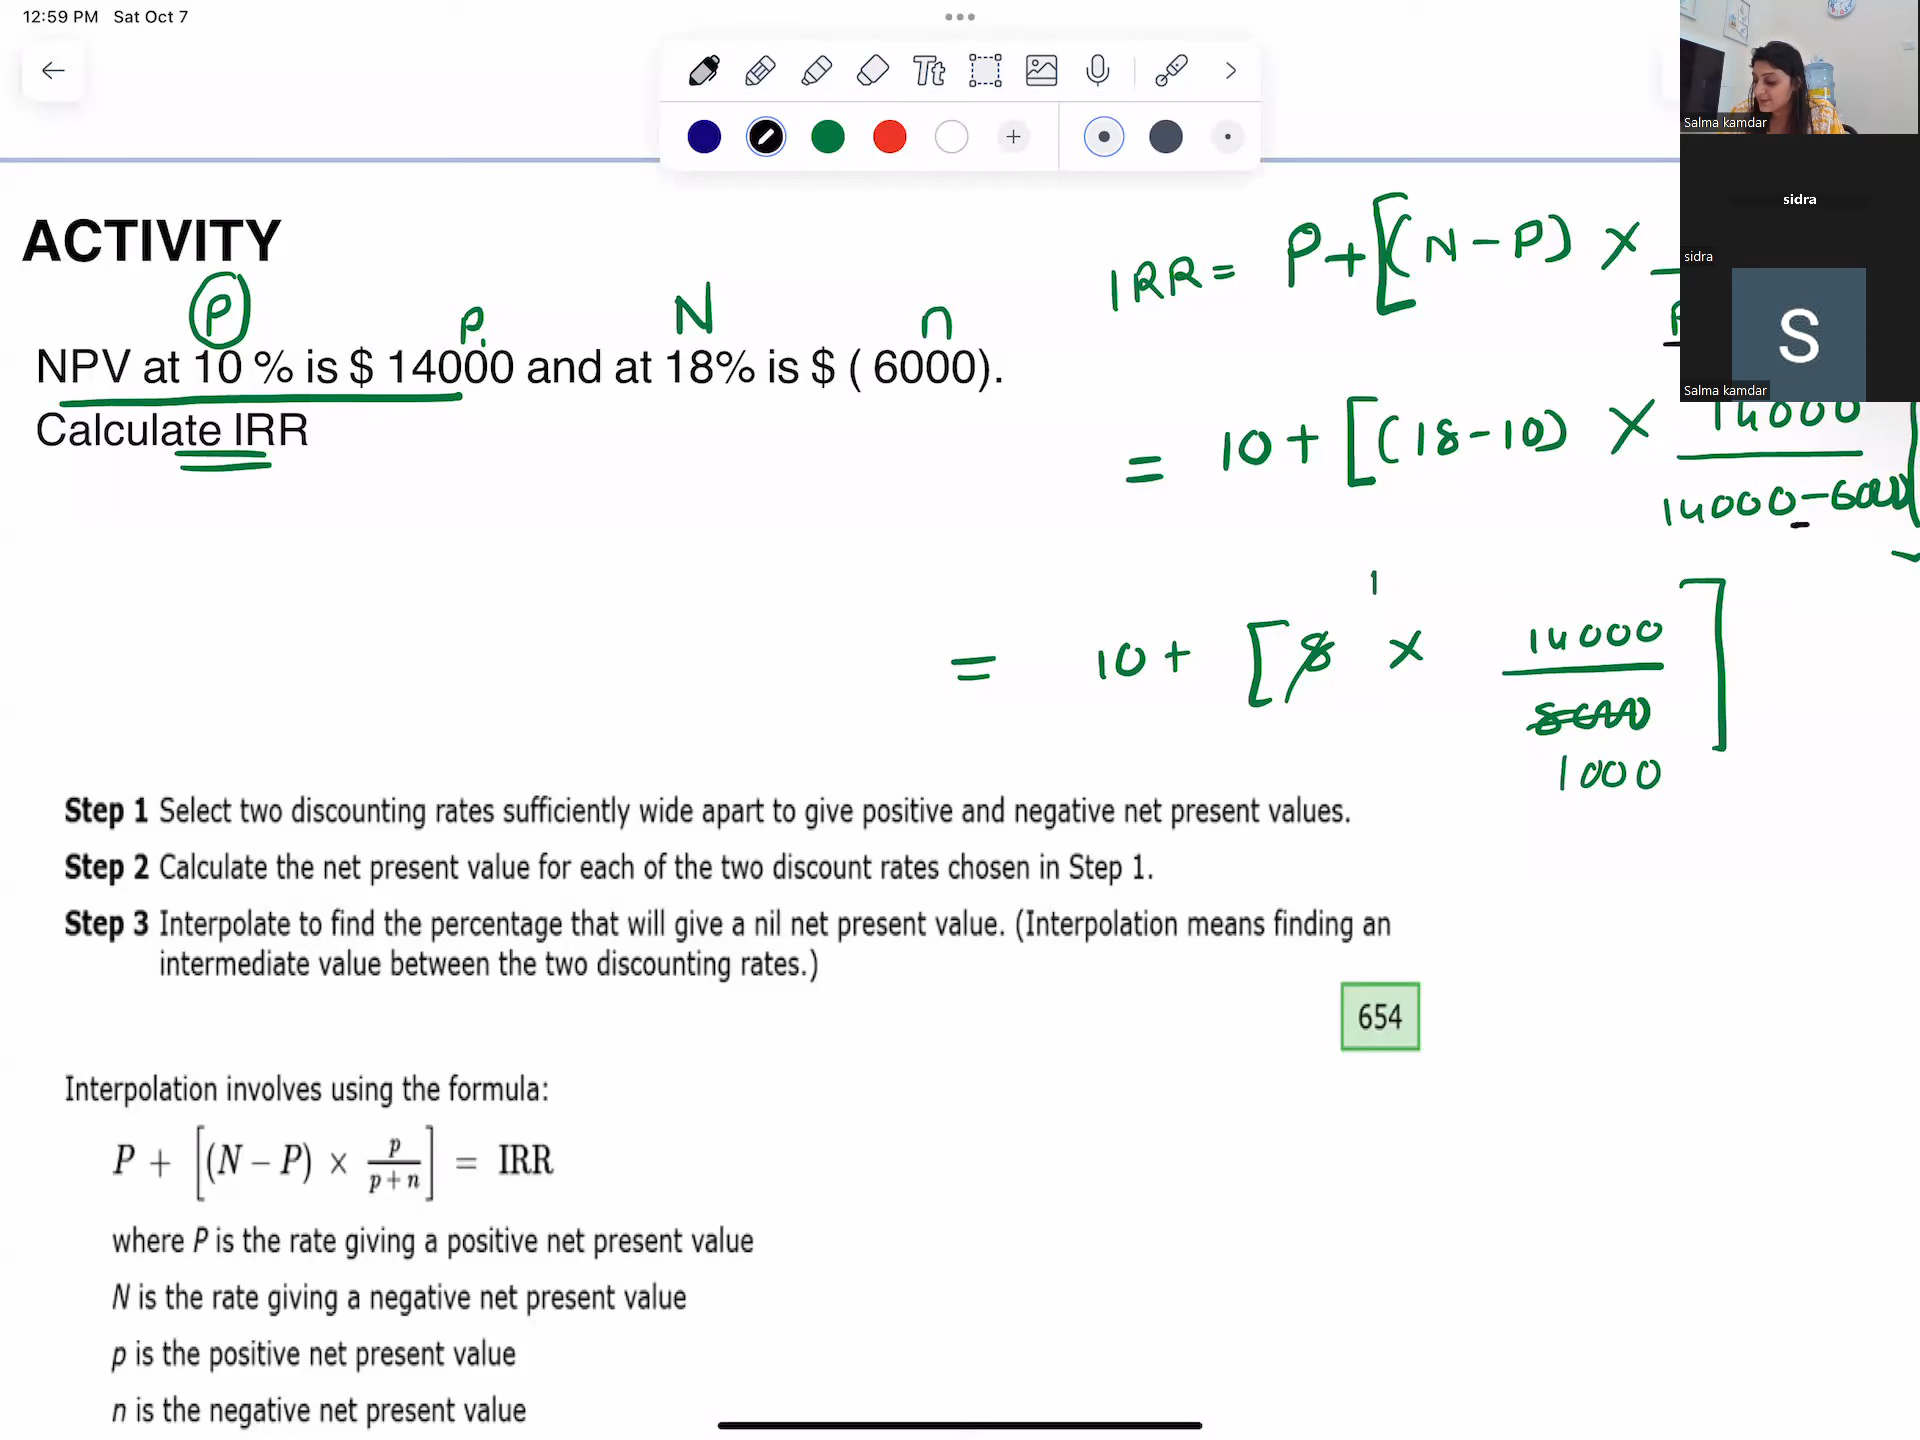 12:59 PM Sat Oct 7
Tt
Salma kamdar
sidra
sidra
S
Salma kamdar
ACTIVITY
P p. N n
NPV at 10 % is $ 14000 and at 18% is $ ( 6000).
Calculate IRR
IRR = P + [(N - P) ×
= 10 + [(18 - 10) × 14000
14000 - 6000
= 10 + [8 × 14000 ]
1
8000
1000
Step 1 Select two discounting rates sufficiently wide apart to give positive and negative net present values.
Step 2 Calculate the net present value for each of the two discount rates chosen in Step 1.
Step 3 Interpolate to find the percentage that will give a nil net present value. (Interpolation means finding an
intermediate value between the two discounting rates.)
654
Interpolation involves using the formula:
P + [(N – P) × p / p + n] = IRR
where P is the rate giving a positive net present value
N is the rate giving a negative net present value
p is the positive net present value
n is the negative net present value